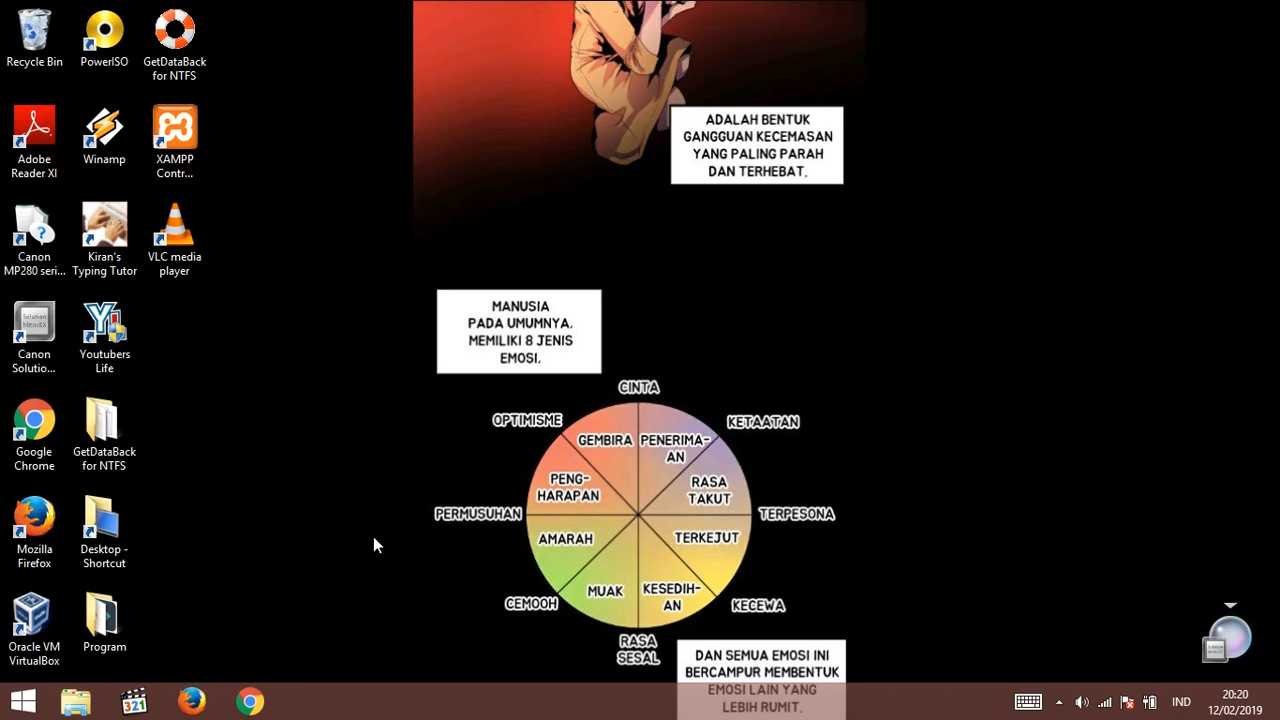 Recycle Bin
PowerISO
GetDataBack
for NTFS
Adobe
Reader XI
Winamp
XAMPP
Contr...
Canon
MP280 seri...
Kiran's
Typing Tutor
VLC media
player
Solution
MenuEX
Canon
Solutio...
Youtubers
Life
Google
Chrome
GetDataBack
for NTFS
Mozilla
Firefox
Desktop -
Shortcut
Oracle VM
VirtualBox
Program
ADALAH BENTUK
GANGGUAN KECEMASAN
YANG PALING PARAH
DAN TERHEBAT.
MANUSIA
PADA UMUMNYA,
MEMILIKI 8 JENIS
EMOSI.
CINTA
OPTIMISME
KETAATAN
GEMBIRA
PENERIMA-
AN
PENG-
HARAPAN
RASA
TAKUT
PERMUSUHAN
TERPESONA
AMARAH
TERKEJUT
MUAK
KESEDIH-
AN
CEMOOH
KECEWA
RASA
SESAL
DAN SEMUA EMOSI INI
BERCAMPUR MEMBENTUK
EMOSI LAIN YANG
LEBIH RUMIT.
321
IND
20:20
12/02/2019